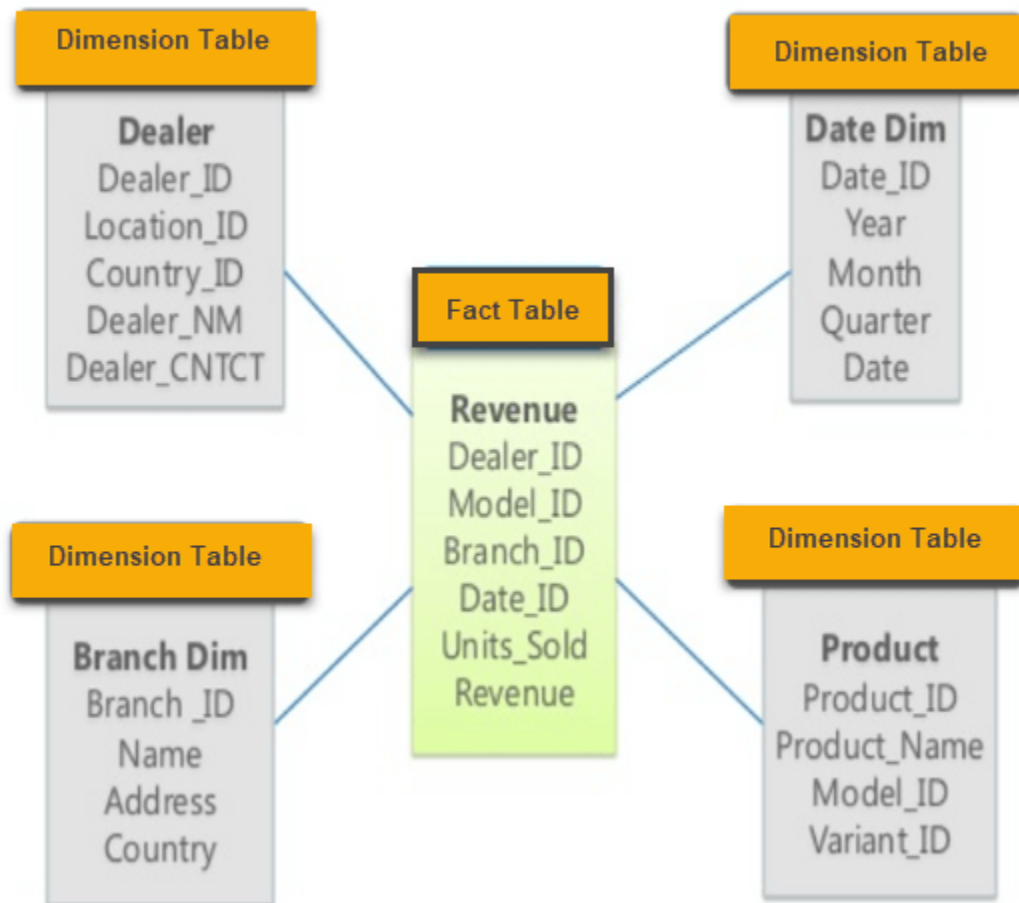 Dimension Table
Dealer
Dealer_ID
Location_ID
Country_ID
Dealer_NM
Dealer_CNTCT
Dimension Table
Date Dim
Date_ID
Year
Month
Quarter
Date
Fact Table
Revenue
Dealer_ID
Model_ID
Branch_ID
Date_ID
Units_Sold
Revenue
Dimension Table
Branch Dim
Branch _ID
Name
Address
Country
Dimension Table
Product
Product_ID
Product_Name
Model_ID
Variant_ID